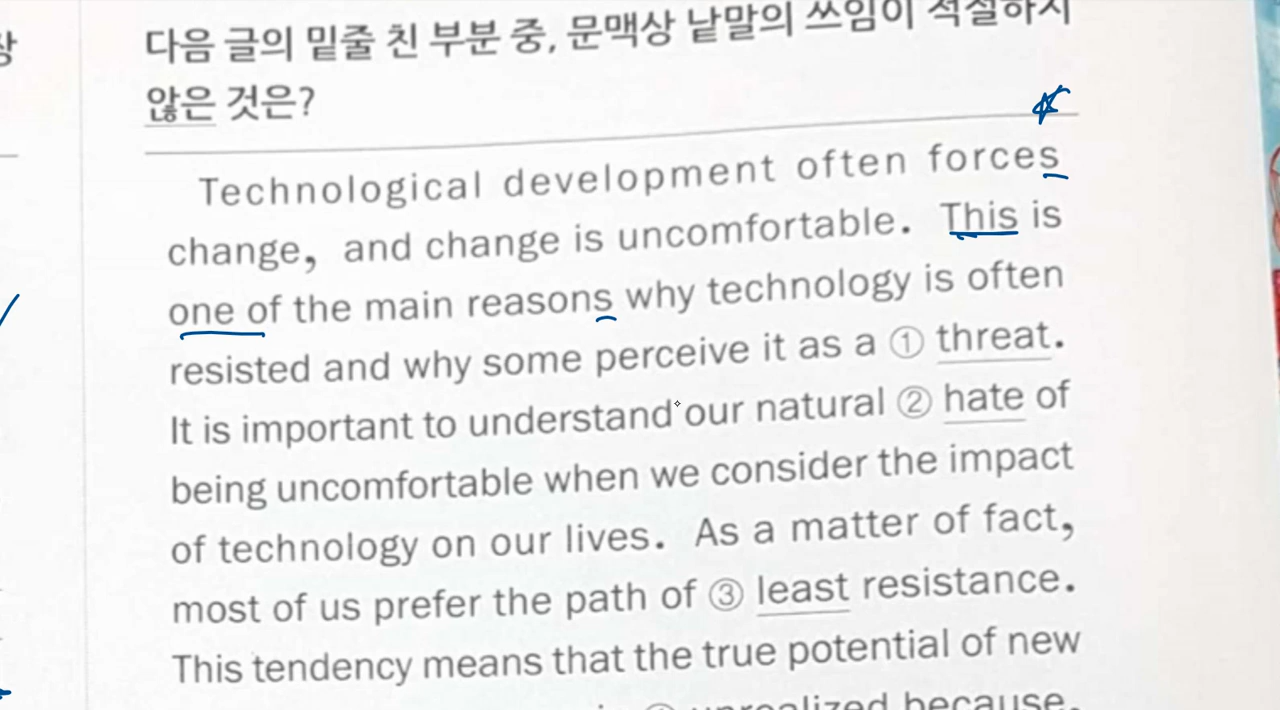 다음 글의 밑줄 친 부분 중, 문맥상 낱말의 쓰임이 적절하지
않은 것은?
Technological development often forces
change, and change is uncomfortable. This is
one of the main reasons why technology is often
resisted and why some perceive it as a ① threat.
It is important to understand our natural ② hate of
being uncomfortable when we consider the impact
of technology on our lives. As a matter of fact,
most of us prefer the path of ③ least resistance.
This tendency means that the true potential of new
unrealized because,